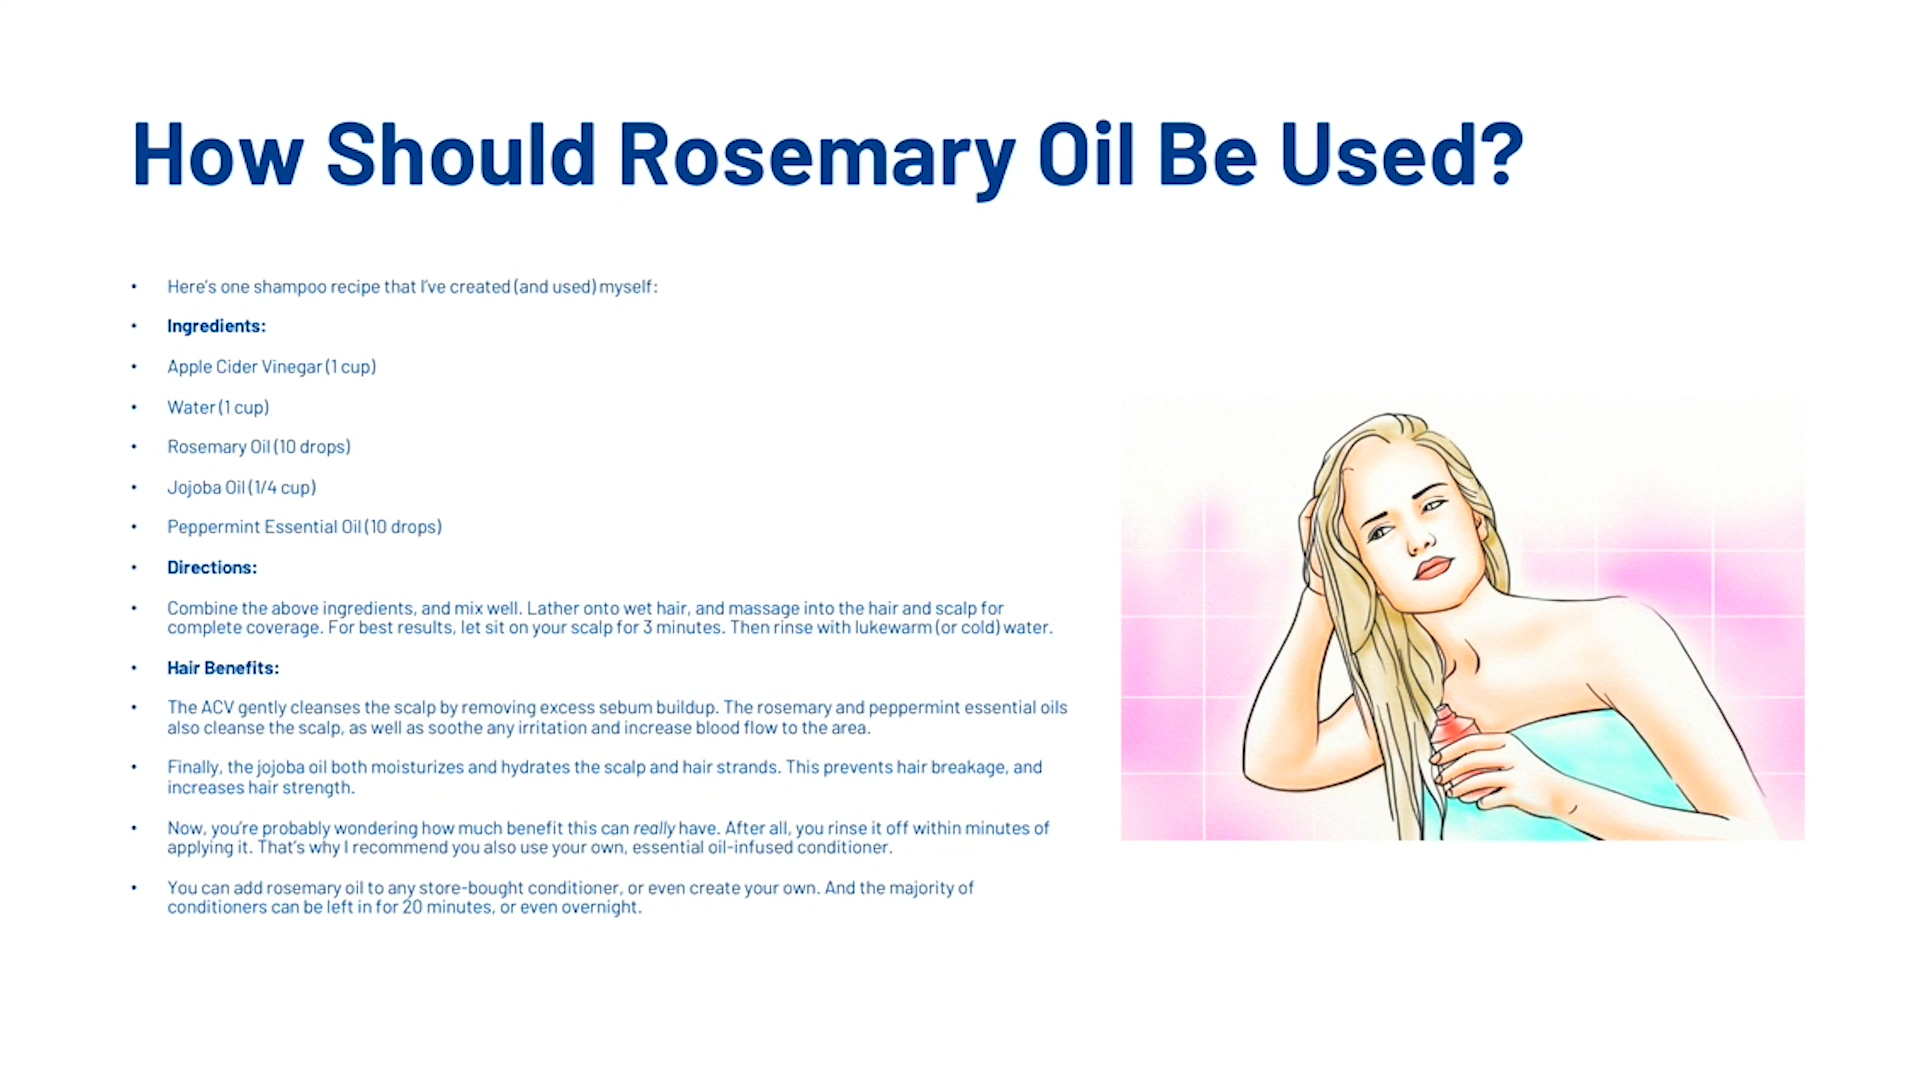 How Should Rosemary Oil Be Used?
• Here's one shampoo recipe that I've created (and used) myself:
• Ingredients:
• Apple Cider Vinegar (1 cup)
• Water (1 cup)
• Rosemary Oil (10 drops)
• Jojoba Oil (1/4 cup)
• Peppermint Essential Oil (10 drops)
• Directions:
• Combine the above ingredients, and mix well. Lather onto wet hair, and massage into the hair and scalp for
complete coverage. For best results, let sit on your scalp for 3 minutes. Then rinse with lukewarm (or cold) water.
• Hair Benefits:
• The ACV gently cleanses the scalp by removing excess sebum buildup. The rosemary and peppermint essential oils
also cleanse the scalp, as well as soothe any irritation and increase blood flow to the area.
• Finally, the jojoba oil both moisturizes and hydrates the scalp and hair strands. This prevents hair breakage, and
increases hair strength.
• Now, you're probably wondering how much benefit this can really have. After all, you rinse it off within minutes of
applying it. That's why I recommend you also use your own, essential oil-infused conditioner.
• You can add rosemary oil to any store-bought conditioner, or even create your own. And the majority of
conditioners can be left in for 20 minutes, or even overnight.